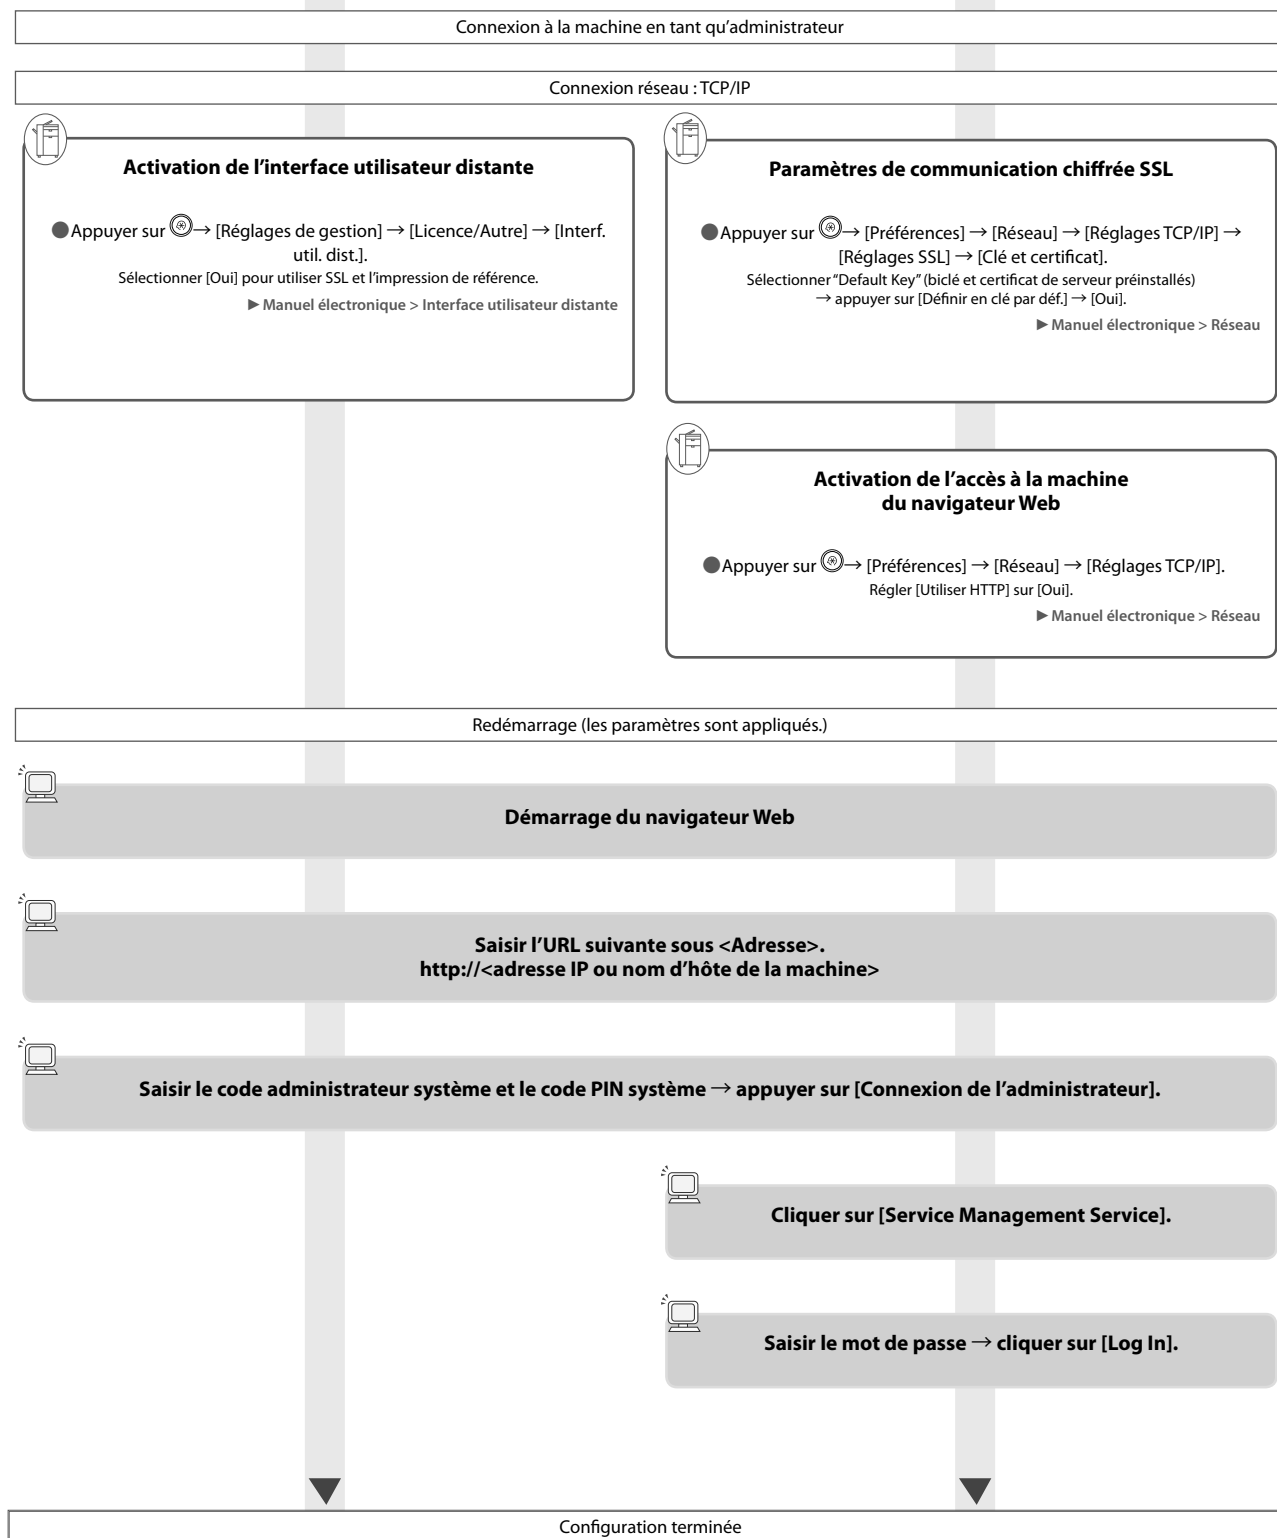 Connexion à la machine en tant qu'administrateur
Connexion réseau : TCP/IP
Activation de l'interface utilisateur distante
●Appuyer sur → [Réglages de gestion] → [Licence/Autre] → [Interf.
util. dist.].
Sélectionner [Oui] pour utiliser SSL et l'impression de référence.
►Manuel électronique > Interface utilisateur distante
Paramètres de communication chiffrée SSL
●Appuyer sur → [Préférences] → [Réseau] → [Réglages TCP/IP] →
[Réglages SSL] → [Clé et certificat].
Sélectionner "Default Key" (biclé et certificat de serveur préinstallés)
→ appuyer sur [Définir en clé par déf.] → [Oui].
►Manuel électronique > Réseau
Activation de l'accès à la machine
du navigateur Web
●Appuyer sur → [Préférences] → [Réseau] → [Réglages TCP/IP].
Régler [Utiliser HTTP] sur [Oui].
►Manuel électronique > Réseau
Redémarrage (les paramètres sont appliqués.)
Démarrage du navigateur Web
Saisir l'URL suivante sous <Adresse>.
http://<adresse IP ou nom d'hôte de la machine>
Saisir le code administrateur système et le code PIN système → appuyer sur [Connexion de l'administrateur].
Cliquer sur [Service Management Service].
Saisir le mot de passe → cliquer sur [Log In].
Configuration terminée